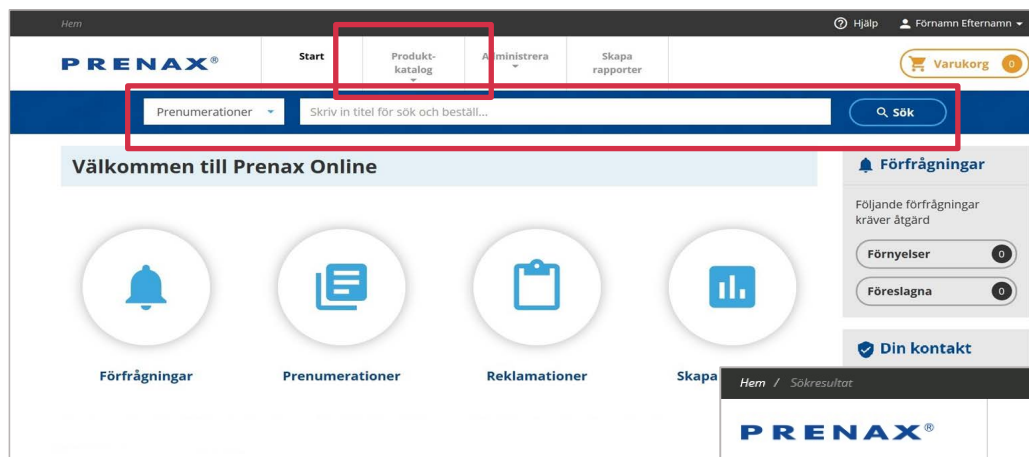 Hem
Hjälp Förnamn Efternamn
PRENAX®
Start
Produkt-
katalog
Administrera
Skapa
rapporter
Varukorg 0
Prenumerationer
Skriv in titel för sök och beställ...
Sök
Välkommen till Prenax Online
Förfrågningar
Prenumerationer
Reklamationer
Skapa
Förfrågningar
Följande förfrågningar
kräver åtgärd
Förnyelser 0
Föreslagna 0
Din kontakt
Hem / Sökresultat
PRENAX®